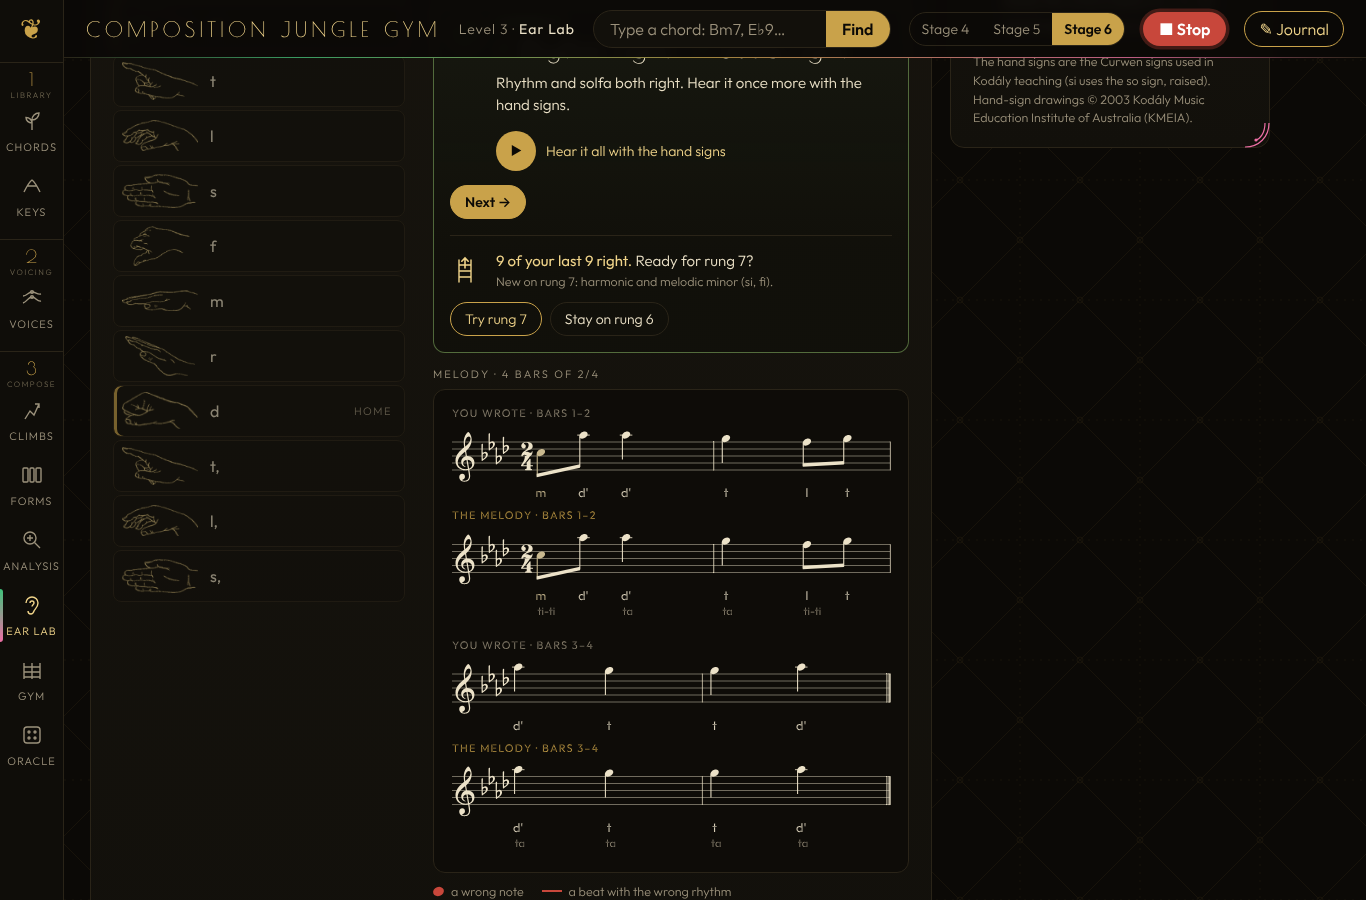 COMPOSITION JUNGLE GYM
Level 3 · Ear Lab
Type a chord: Bm7, E♭9...
Find
Stage 4
Stage 5
Stage 6
Stop
✎ Journal
1
LIBRARY
CHORDS
KEYS
2
VOICING
VOICES
3
COMPOSE
CLIMBS
FORMS
ANALYSIS
EAR LAB
GYM
ORACLE
t
l
s
f
m
r
d
HOME
t,
l,
s,
Rhythm and solfa both right. Hear it once more with the
hand signs.
Hear it all with the hand signs
Next →
9 of your last 9 right. Ready for rung 7?
New on rung 7: harmonic and melodic minor (si, fi).
Try rung 7
Stay on rung 6
MELODY · 4 BARS OF 2/4
YOU WROTE · BARS 1–2
2
4
m d' d' t l t
THE MELODY · BARS 1–2
2
4
m d' d' t l t
ti-ti ta ta ti-ti
YOU WROTE · BARS 3–4
d' t t d'
THE MELODY · BARS 3–4
d' t t d'
ta ta ta ta
a wrong note
a beat with the wrong rhythm
The hand signs are the Curwen signs used in
Kodály teaching (si uses the so sign, raised).
Hand-sign drawings © 2003 Kodály Music
Education Institute of Australia (KMEIA).